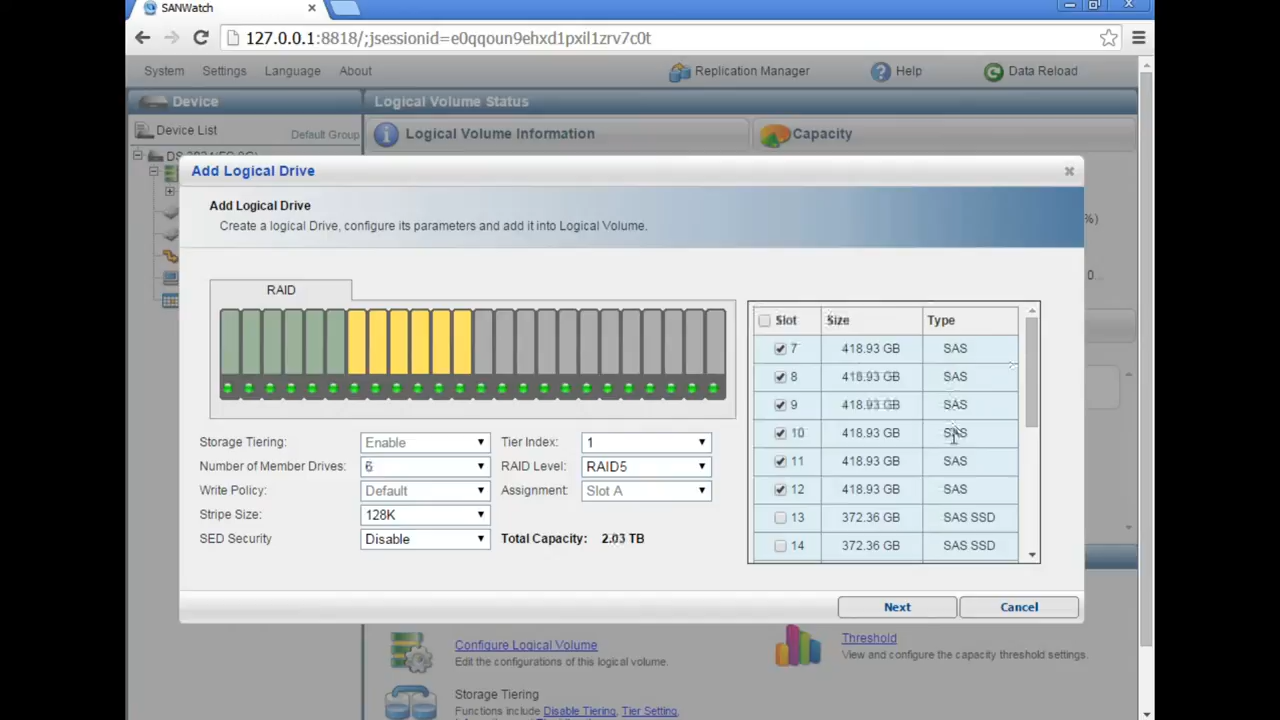 SANWatch
127.0.0.1:8818/;jsessionid=e0qqoun9ehxd1pxil1zrv7c0t
System Settings Language About Replication Manager Help Data Reload
Device Logical Volume Status
Device List Default Group Logical Volume Information Capacity
Add Logical Drive
Add Logical Drive
Create a logical Drive, configure its parameters and add it into Logical Volume.
RAID
Slot Size Type
7 418.93 GB SAS
8 418.93 GB SAS
9 418.93 GB SAS
10 418.93 GB SAS
11 418.93 GB SAS
12 418.93 GB SAS
13 372.36 GB SAS SSD
14 372.36 GB SAS SSD
Storage Tiering: Enable Tier Index: 1
Number of Member Drives: 6 RAID Level: RAID5
Write Policy: Default Assignment: Slot A
Stripe Size: 128K
SED Security Disable Total Capacity: 2.03 TB
Next Cancel
Configure Logical Volume
Edit the configurations of this logical volume.
Threshold
View and configure the capacity threshold settings.
Storage Tiering
Functions include Disable Tiering, Tier Setting,